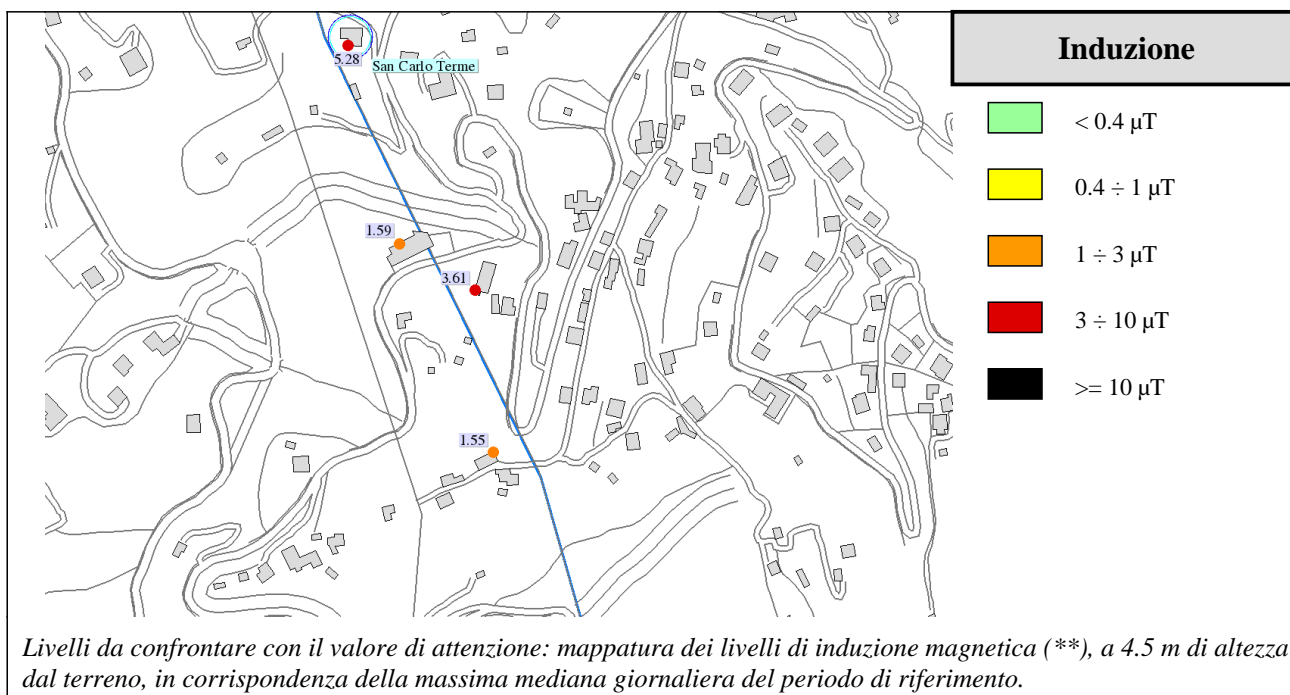 5.28
San Carlo Terme
1.59
3.61
1.55
Induzione
< 0.4 µT
0.4 ÷ 1 µT
1 ÷ 3 µT
3 ÷ 10 µT
>= 10 µT
Livelli da confrontare con il valore di attenzione: mappatura dei livelli di induzione magnetica (**), a 4.5 m di altezza
dal terreno, in corrispondenza della massima mediana giornaliera del periodo di riferimento.